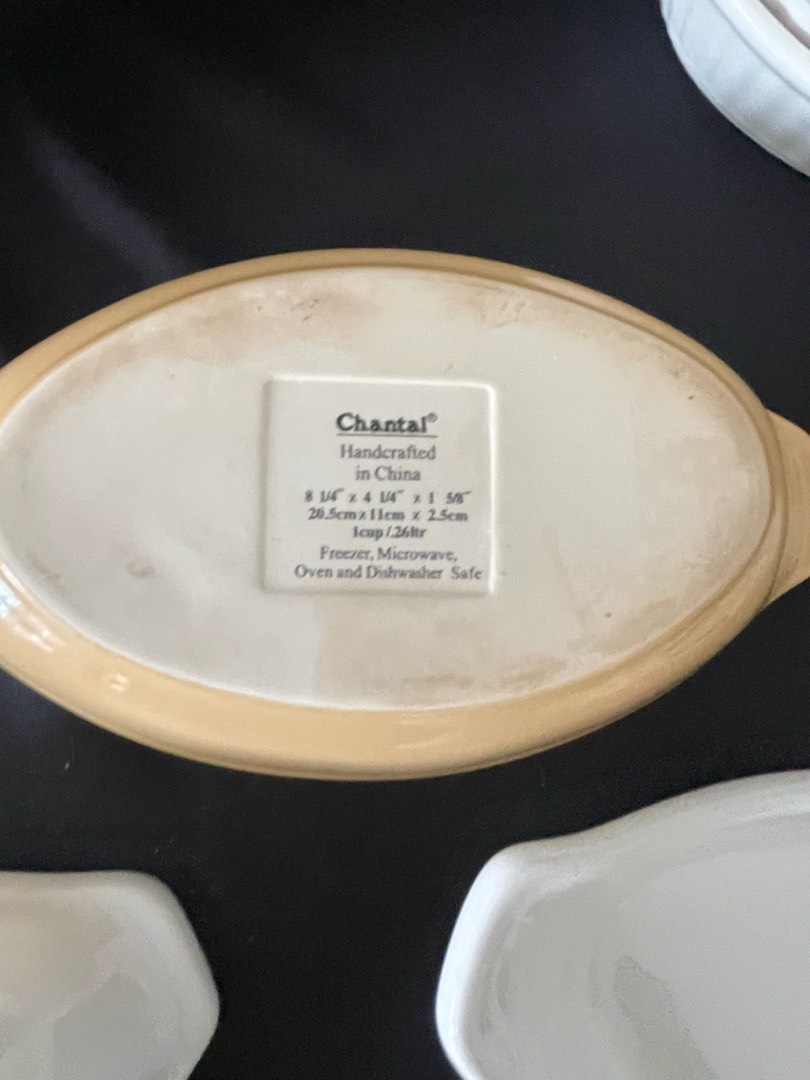 Chantal®
Handcrafted
in China
8 1/4" x 4 1/4" x 1 5/8"
20.5cm x 11cm x 2.5cm
1cup/.26ltr
Freezer, Microwave,
Oven and Dishwasher Safe